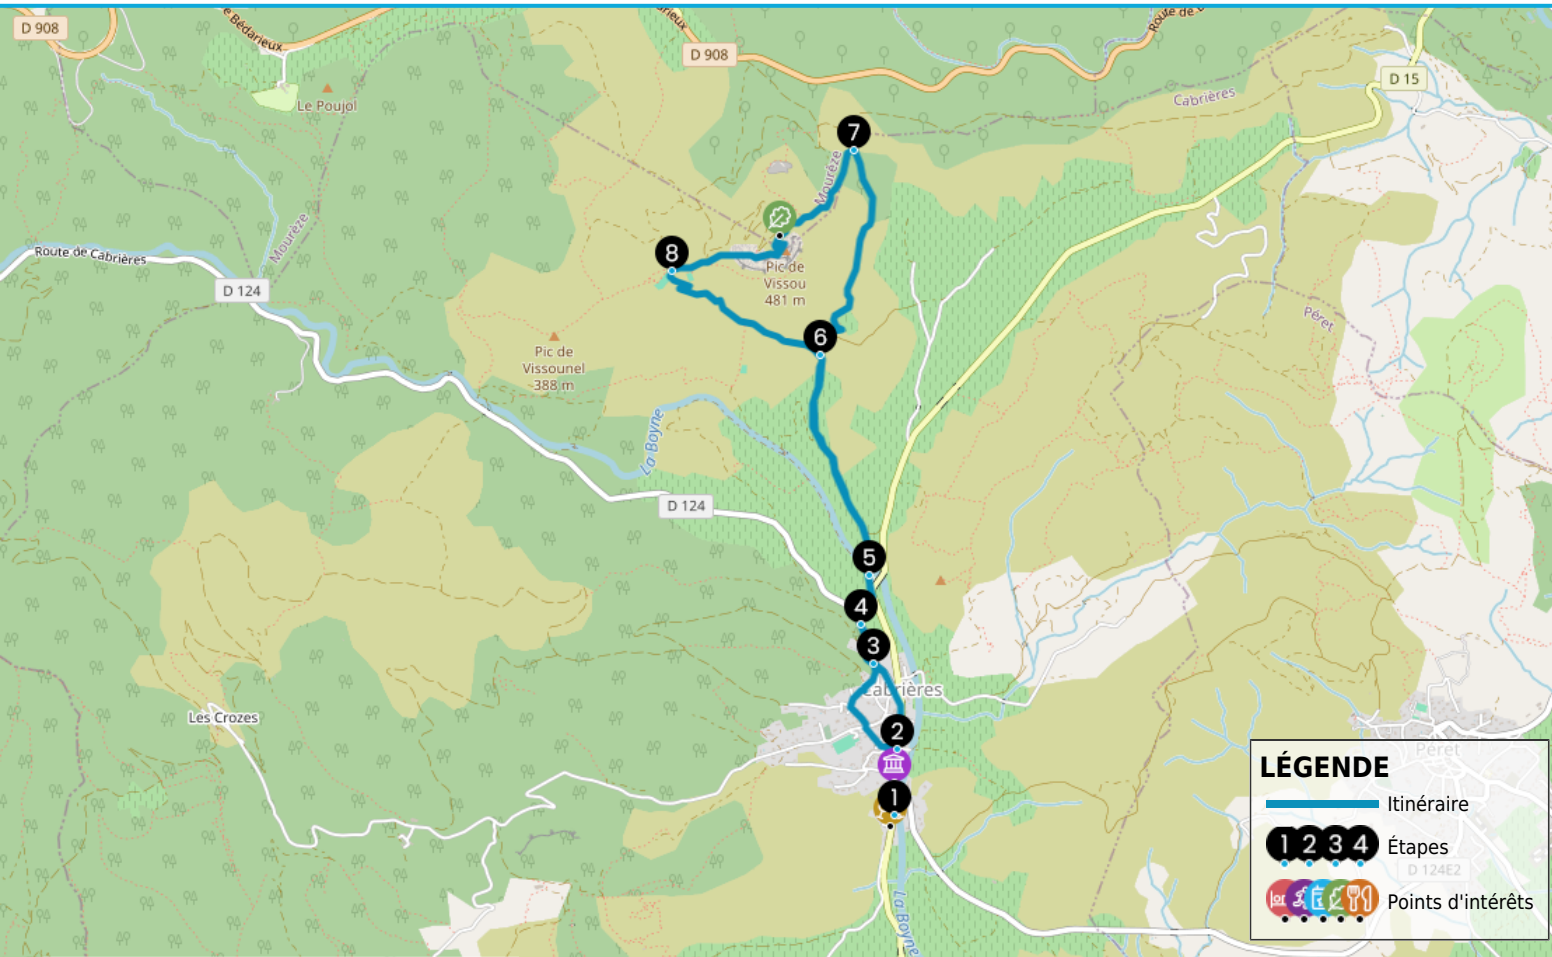 D 908
e Bédarieux
Le Poujol
rieux
D 908
Route de
D 15
Cabrières
7
Mourèze
Mourèze
Route de Cabrières
D 124
8
Pic de
Vissou
481 m
6
Péret
Pic de
Vissounel
388 m
La Boyne
D 124
5
4
3
Cabrières
2
1
Les Crozes
La Boyne
Péret
D 124E2
LÉGENDE
Itinéraire
1 2 3 4 Étapes
Points d'intérêts